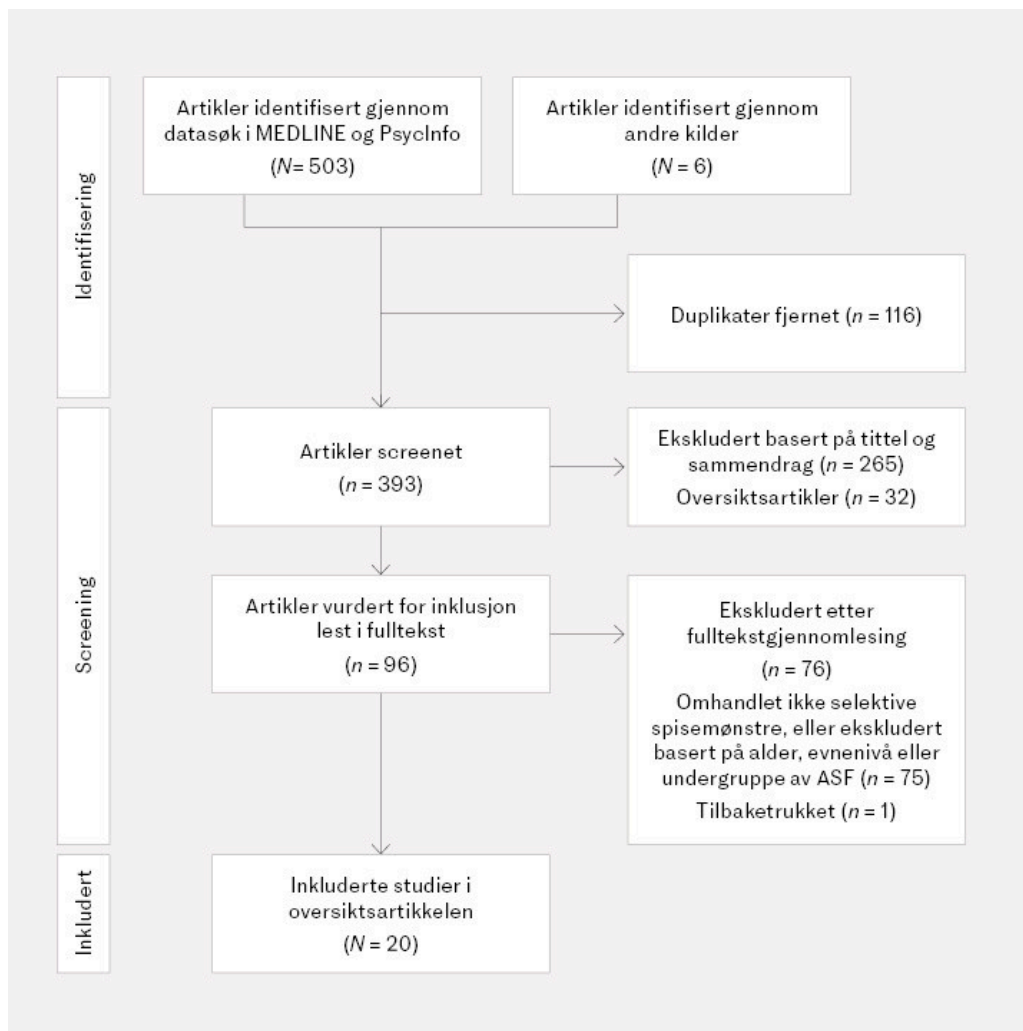 Identifisering
Artikler identifisert gjennom
datasøk i MEDLINE og PsycInfo
(N= 503)
Artikler identifisert gjennom
andre kilder
(N = 6)
Duplikater fjernet (n = 116)
Screening
Artikler screenet
(n = 393)
Ekskludert basert på tittel og
sammendrag (n = 265)
Oversiktsartikler (n = 32)
Artikler vurdert for inklusjon
lest i fulltekst
(n = 96)
Ekskludert etter
fulltekstgjennomlesing
(n = 76)
Omhandlet ikke selektive
spisemønstre, eller ekskludert
basert på alder, evnenivå eller
undergruppe av ASF (n = 75)
Tilbaketrukket (n = 1)
Inkludert
Inkluderte studier i
oversiktsartikkelen
(N = 20)